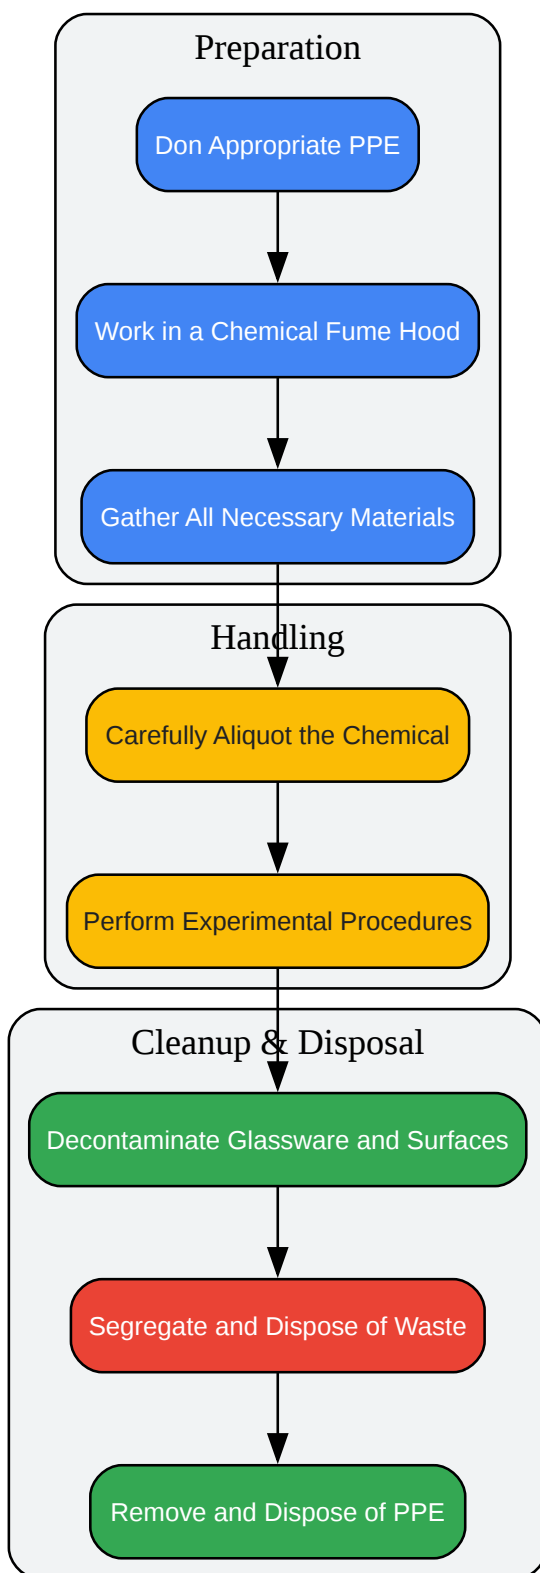 Preparation
Don Appropriate PPE
Work in a Chemical Fume Hood
Gather All Necessary Materials
Handling
Carefully Aliquot the Chemical
Perform Experimental Procedures
Cleanup & Disposal
Decontaminate Glassware and Surfaces
Segregate and Dispose of Waste
Remove and Dispose of PPE